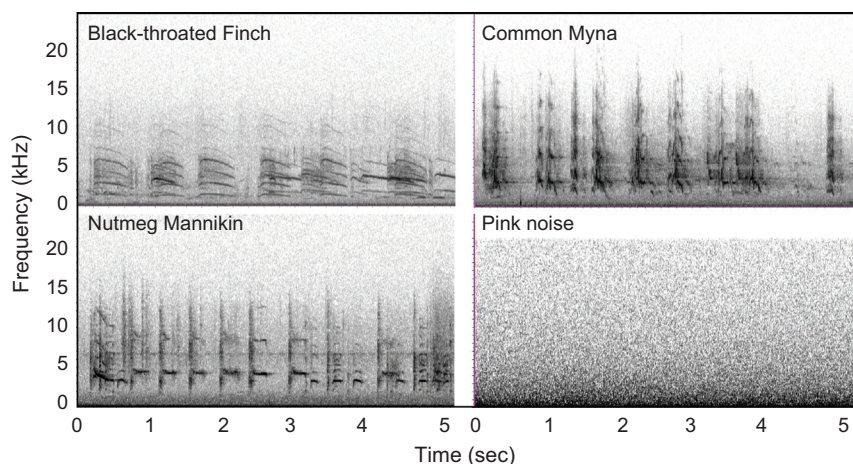 Black-throated Finch
Common Myna
20
15
10
5
0
Nutmeg Mannikin
Pink noise
20
15
10
5
0
Frequency (kHz)
0 1 2 3 4 5
0 1 2 3 4 5
Time (sec)